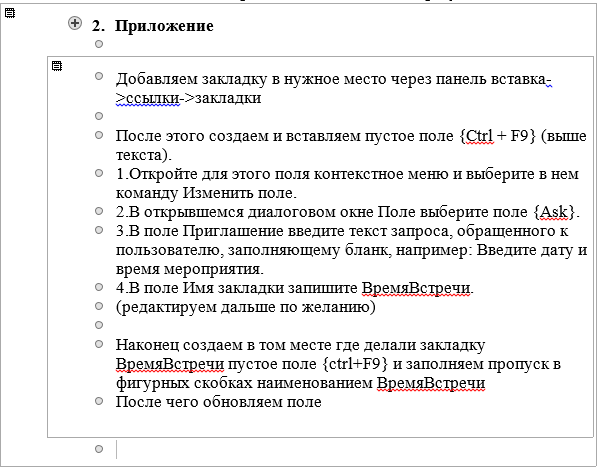 2. Приложение
Добавляем закладку в нужное место через панель вставка-
>ссылки->закладки
После этого создаем и вставляем пустое поле {Ctrl + F9} (выше
текста).
1.Откройте для этого поля контекстное меню и выберите в нем
команду Изменить поле.
2.В открывшемся диалоговом окне Поле выберите поле {Ask}.
3.В поле Приглашение введите текст запроса, обращенного к
пользователю, заполняющему бланк, например: Введите дату и
время мероприятия.
4.В поле Имя закладки запишите ВремяВстречи.
(редактируем дальше по желанию)
Наконец создаем в том месте где делали закладку
ВремяВстречи пустое поле {ctrl+F9} и заполняем пропуск в
фигурных скобках наименованием ВремяВстречи
После чего обновляем поле